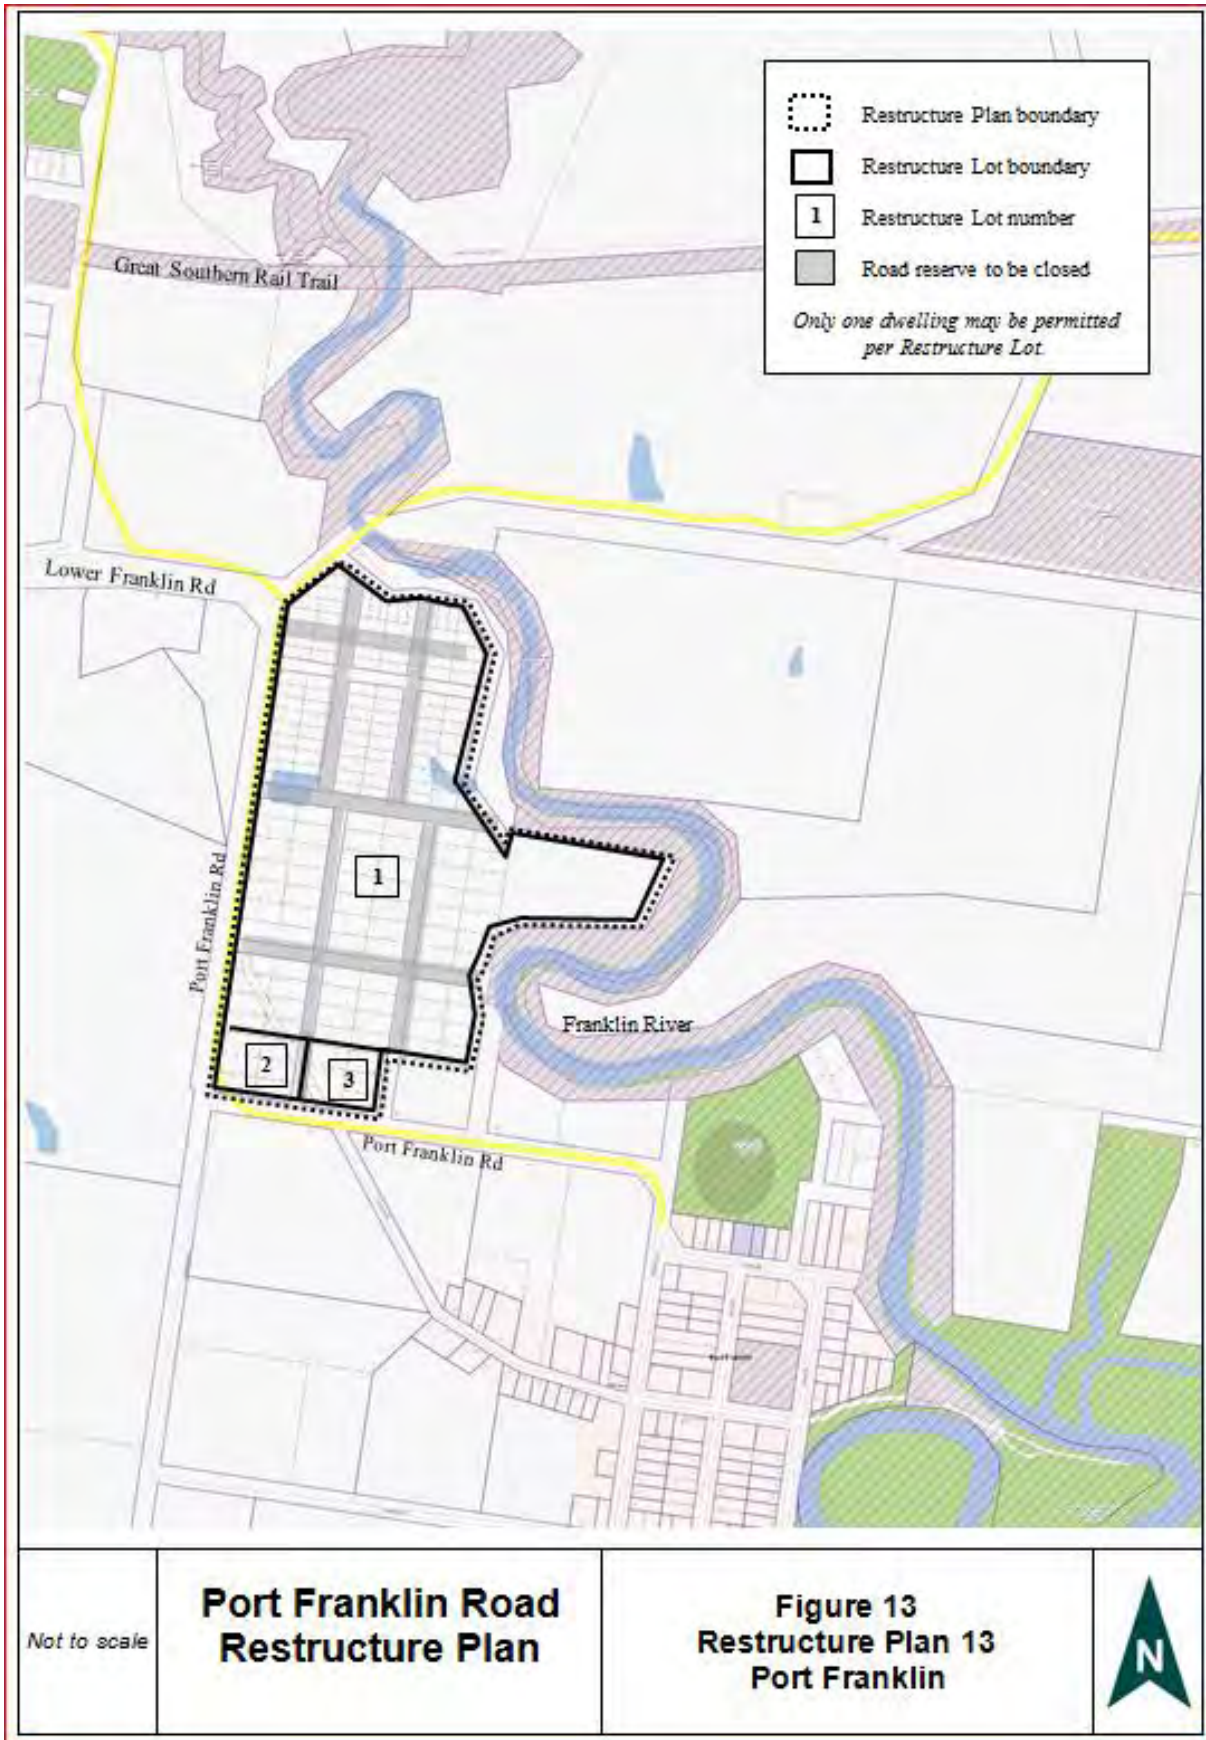 Restructure Plan boundary
Restructure Lot boundary
1
Restructure Lot number
Road reserve to be closed
Only one dwelling may be permitted
per Restructure Lot.
Great Southern Rail Trail
Lower Franklin Rd
1
Port Franklin Rd
Franklin River
2
3
Port Franklin Rd
Not to scale
Port Franklin Road
Restructure Plan
Figure 13
Restructure Plan 13
Port Franklin
N